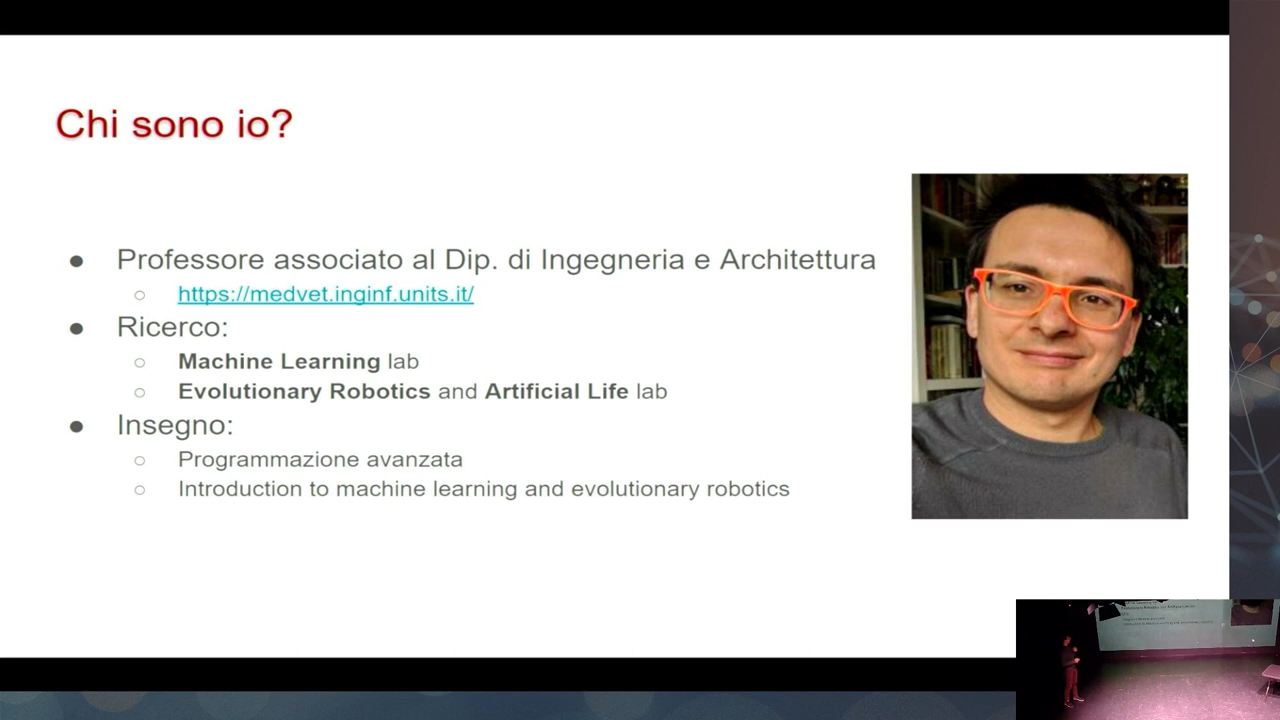 Chi sono io?
Professore associato al Dip. di Ingegneria e Architettura
https://medvet.inginf.units.it/
Ricerco:
Machine Learning lab
Evolutionary Robotics and Artificial Life lab
Insegno:
Programmazione avanzata
Introduction to machine learning and evolutionary robotics